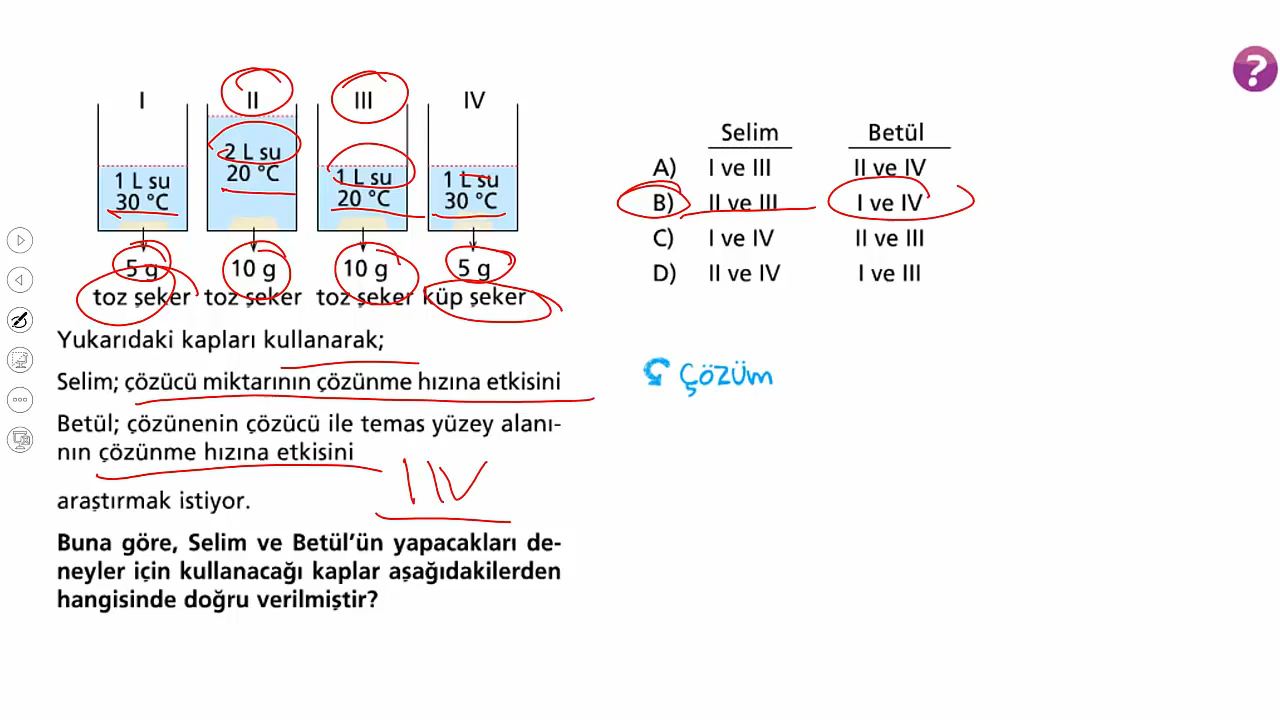 I II III IV
1 L su
30 °C
2 L su
20 °C
1 L su
20 °C
1 L su
30 °C
5 g 10 g 10 g 5 g
toz şeker toz şeker toz şeker küp şeker
Yukarıdaki kapları kullanarak;
Selim; çözücü miktarının çözünme hızına etkisini
Betül; çözünenin çözücü ile temas yüzey alanı-
nın çözünme hızına etkisini
araştırmak istiyor.
I IV
Buna göre, Selim ve Betül’ün yapacakları de-
neyler için kullanacağı kaplar aşağıdakilerden
hangisinde doğru verilmiştir?
Selim Betül
A) I ve III II ve IV
B) II ve III I ve IV
C) I ve IV II ve III
D) II ve IV I ve III
Çözüm
?